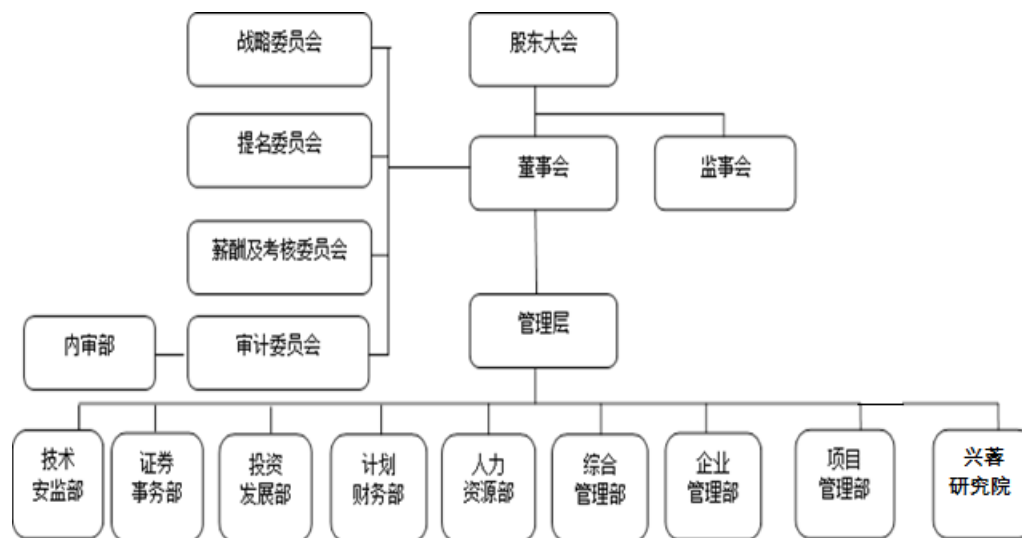 战略委员会
股东大会
提名委员会
董事会
监事会
薪酬及考核委员会
管理层
内审部
审计委员会
技术
安监部
证券
事务部
投资
发展部
计划
财务部
人力
资源部
综合
管理部
企业
管理部
项目
管理部
兴蓉
研究院